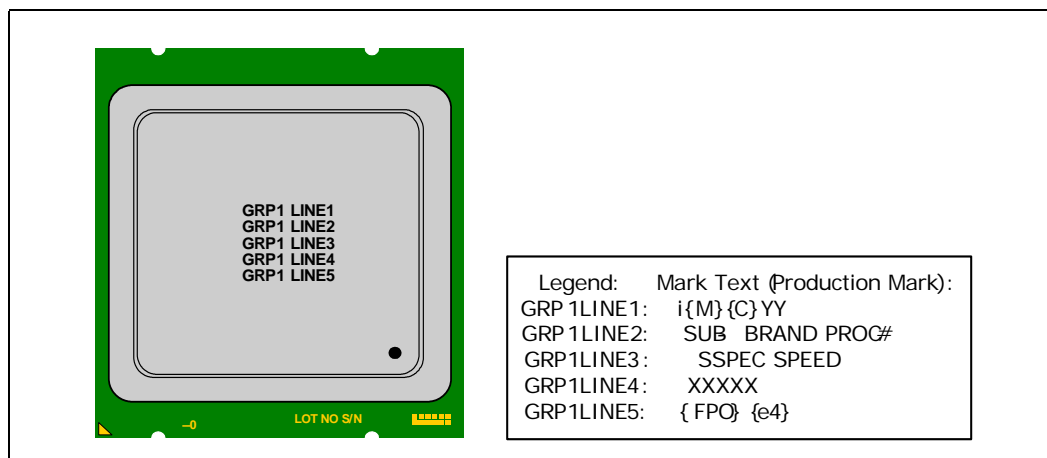 GRP1 LINE1
GRP1 LINE2
GRP1 LINE3
GRP1 LINE4
GRP1 LINE5
–0 LOT NO S/N
Legend: Mark Text (Production Mark):
GRP1LINE1: i{M}{C}YY
GRP1LINE2: SUB- BRAND PROC#
GRP1LINE3: SSPEC SPEED
GRP1LINE4: XXXXX
GRP1LINE5: {FPO} {e4}